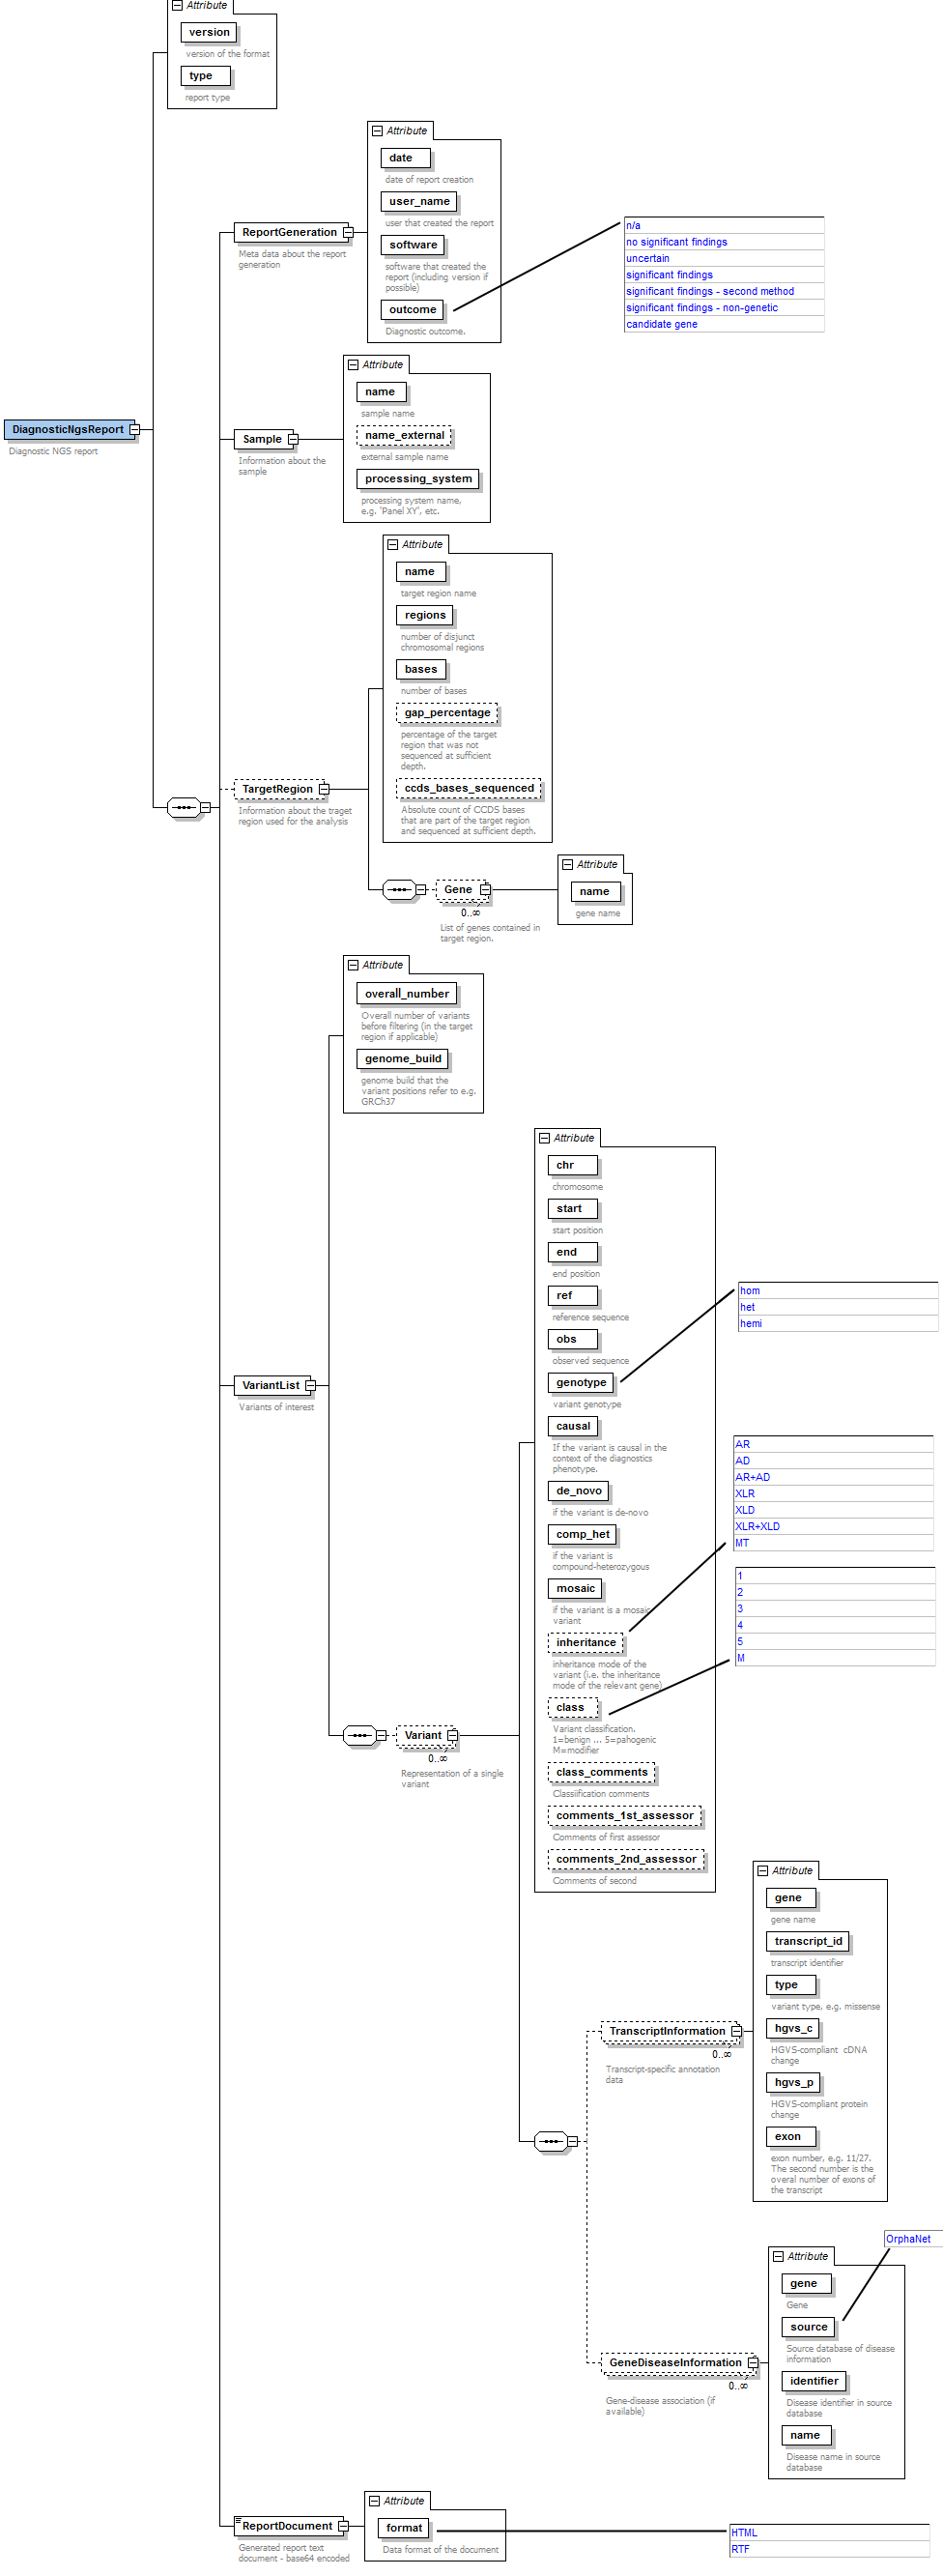 Attribute
version
version of the format
type
report type
Attribute
date
date of report creation
user_name
user that created the report
software
software that created the
report (including version if
possible)
outcome
Diagnostic outcome.
ReportGeneration
Meta data about the report
generation
n/a
no significant findings
uncertain
significant findings
significant findings - second method
significant findings - non-genetic
candidate gene
Attribute
name
sample name
name_external
external sample name
processing_system
processing system name,
e.g. 'Panel XY', etc.
DiagnosticNgsReport
Diagnostic NGS report
Sample
Information about the
sample
Attribute
name
target region name
regions
number of disjunct
chromosomal regions
bases
number of bases
gap_percentage
percentage of the target
region that was not
sequenced at sufficient
depth.
ccds_bases_sequenced
Absolute count of CCDS bases
that are part of the target region
and sequenced at sufficient depth.
TargetRegion
Information about the traget
region used for the analysis
Gene
0..∞
List of genes contained in
target region.
Attribute
name
gene name
Attribute
overall_number
Overall number of variants
before filtering (in the target
region if applicable)
genome_build
genome build that the
variant positions refer to e.g.
GRCh37
Attribute
chr
chromosome
start
start position
end
end position
ref
reference sequence
obs
observed sequence
genotype
variant genotype
causal
If the variant is causal in the
context of the diagnostics
phenotype.
de_novo
if the variant is de-novo
comp_het
if the variant is
compound-heterozygous
mosaic
if the variant is a mosaic
variant
inheritance
inheritance mode of the
variant (i.e. the inheritance
mode of the relevant gene)
class
Variant classification.
1=benign ... 5=pahogenic
M=modifier
class_comments
Classiification comments
comments_1st_assessor
Comments of first assessor
comments_2nd_assessor
Comments of second
hom
het
hemi
VariantList
Variants of interest
AR
AD
AR+AD
XLR
XLD
XLR+XLD
MT
1
2
3
4
5
M
Variant
0..∞
Representation of a single
variant
Attribute
gene
gene name
transcript_id
transcript identifier
type
variant type, e.g. missense
hgvs_c
HGVS-compliant cDNA
change
hgvs_p
HGVS-compliant protein
change
exon
exon number, e.g. 11/27.
The second number is the
overal number of exons of
the transcript
TranscriptInformation
0..∞
Transcript-specific annotation
data
OrphaNet
Attribute
gene
Gene
source
Source database of disease
information
identifier
Disease identifier in source
database
name
Disease name in source
database
GeneDiseaseInformation
0..∞
Gene-disease association (if
available)
ReportDocument
Generated report text
document - base64 encoded
Attribute
format
Data format of the document
HTML
RTF